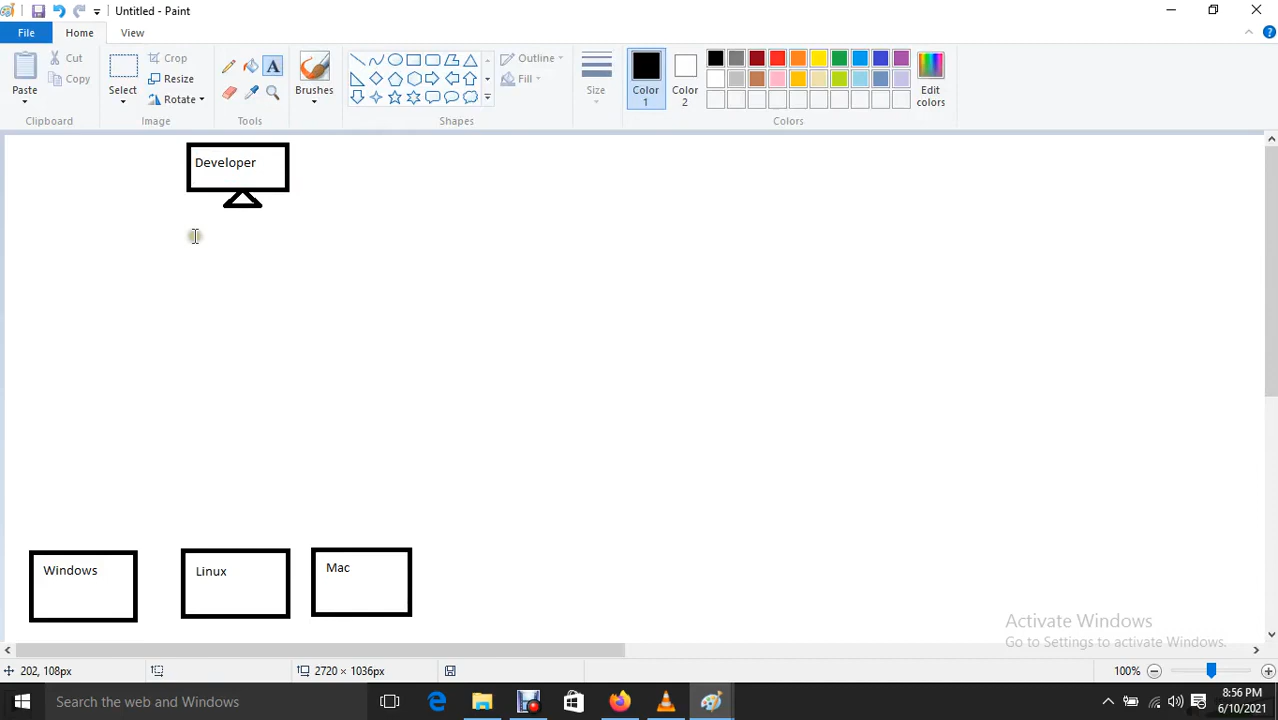 Untitled - Paint
File Home View
Paste Cut Copy
Clipboard
Select Crop Resize Rotate
Image
A
Tools
Brushes
Outline Fill
Shapes
Size
Color 1
Color 2
Edit colors
Colors
Developer
Windows
Linux
Mac
Activate Windows
Go to Settings to activate Windows.
202, 108px
2720 × 1036px
100%
Search the web and Windows
8:56 PM
6/10/2021